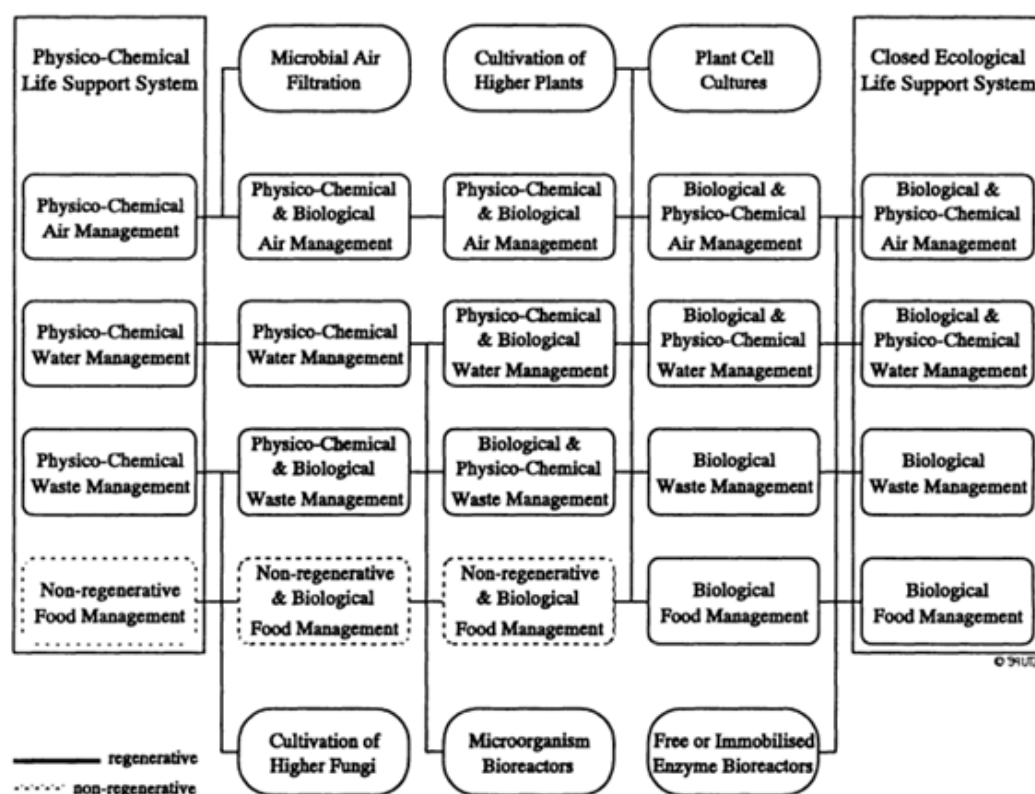 Physico-Chemical
Life Support System
Microbial Air
Filtration
Cultivation of
Higher Plants
Plant Cell
Cultures
Closed Ecological
Life Support System
Physico-Chemical
Air Management
Physico-Chemical
& Biological
Air Management
Physico-Chemical
& Biological
Air Management
Biological &
Physico-Chemical
Air Management
Biological &
Physico-Chemical
Air Management
Physico-Chemical
Water Management
Physico-Chemical
Water Management
Physico-Chemical
& Biological
Water Management
Biological &
Physico-Chemical
Water Management
Biological &
Physico-Chemical
Water Management
Physico-Chemical
Waste Management
Physico-Chemical
& Biological
Waste Management
Biological &
Physico-Chemical
Waste Management
Biological
Waste Management
Biological
Waste Management
Non-regenerative
Food Management
Non-regenerative
& Biological
Food Management
Non-regenerative
& Biological
Food Management
Biological
Food Management
Biological
Food Management
©
Cultivation of
Higher Fungi
Microorganism
Bioreactors
Free or Immobilised
Enzyme Bioreactors
regenerative
non-regenerative